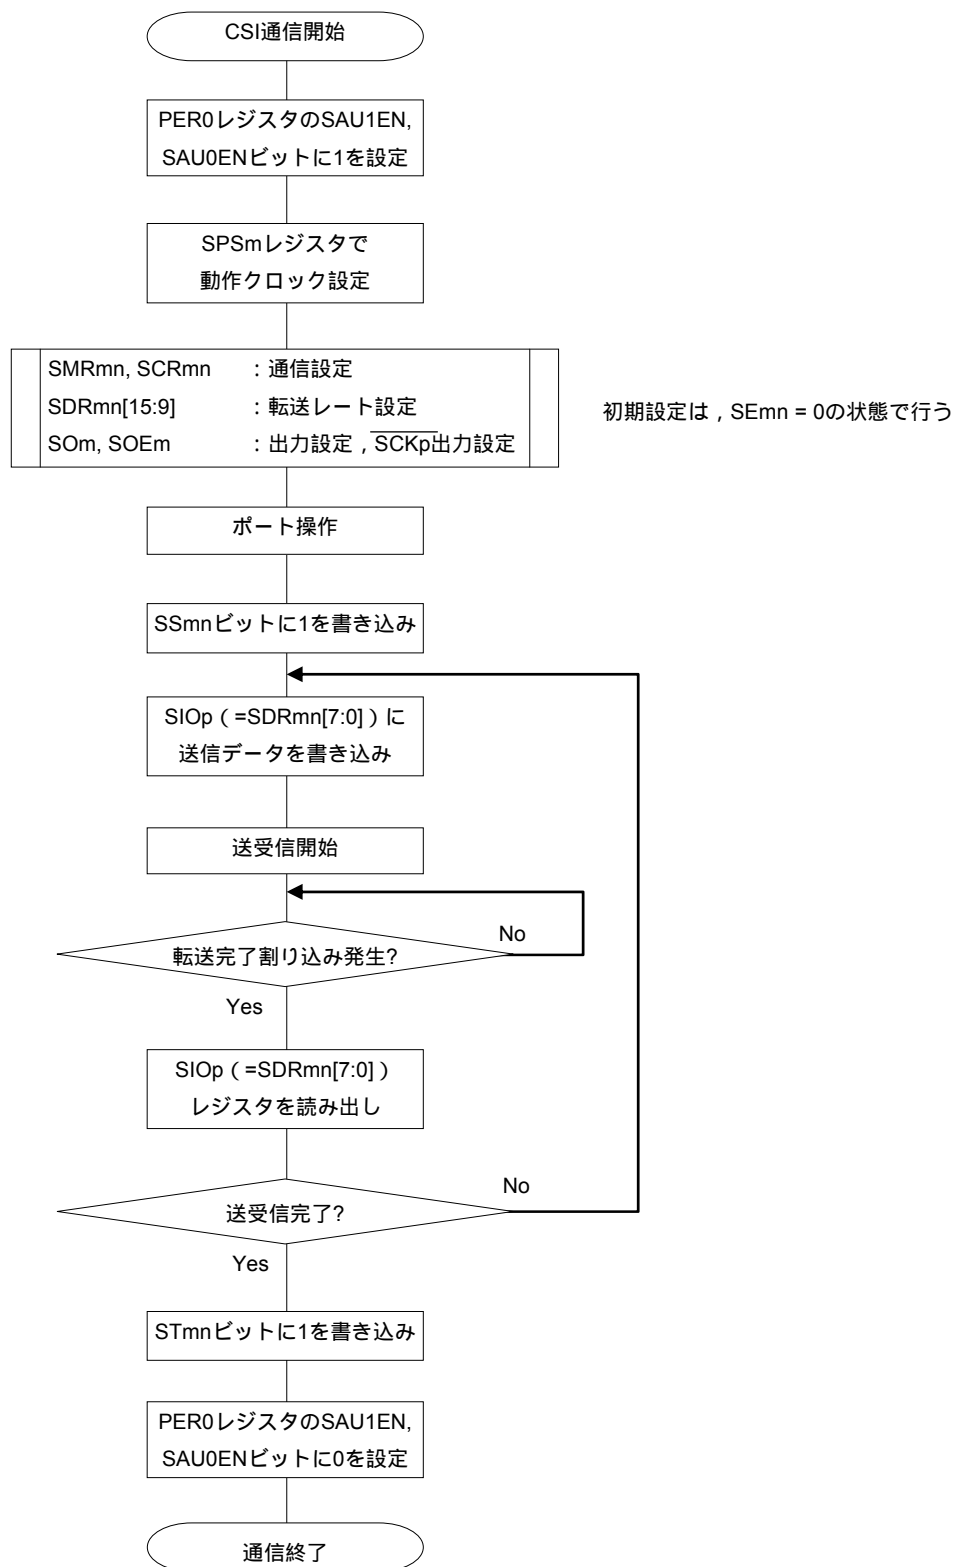 CSI通信開始
PER0レジスタのSAU1EN,
SAU0ENビットに1を設定
SPSmレジスタで
動作クロック設定
SMRmn, SCRmn :通信設定
SDRmn[15:9] :転送レート設定
SOm, SOEm :出力設定,SCKp出力設定
初期設定は,SEmn = 0の状態で行う
ポート操作
SSmnビットに1を書き込み
SIOp(=SDRmn[7:0])に
送信データを書き込み
送受信開始
No
転送完了割り込み発生?
Yes
SIOp(=SDRmn[7:0])
レジスタを読み出し
No
送受信完了?
Yes
STmnビットに1を書き込み
PER0レジスタのSAU1EN,
SAU0ENビットに0を設定
通信終了